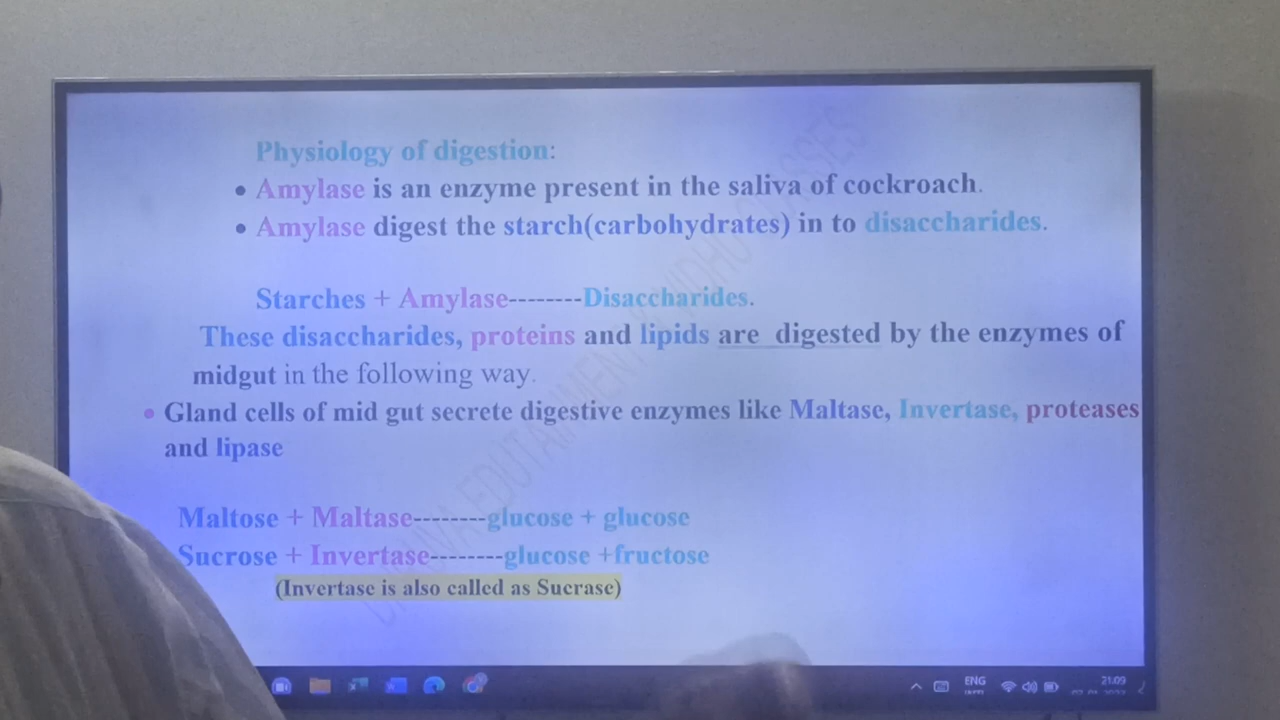 Physiology of digestion:
• Amylase is an enzyme present in the saliva of cockroach.
• Amylase digest the starch(carbohydrates) in to disaccharides.
Starches + Amylase--------Disaccharides.
These disaccharides, proteins and lipids are digested by the enzymes of
midgut in the following way.
• Gland cells of mid gut secrete digestive enzymes like Maltase, Invertase, proteases
and lipase
Maltose + Maltase--------glucose + glucose
Sucrose + Invertase--------glucose +fructose
(Invertase is also called as Sucrase)
ENG
21:09